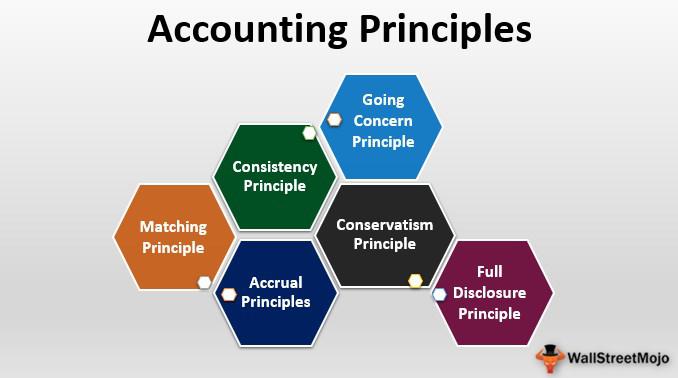 Accounting Principles
Going
Concern
Principle
Consistency
Principle
Matching
Principle
Conservatism
Principle
Accrual
Principles
Full
Disclosure
Principle
WallStreetMojo